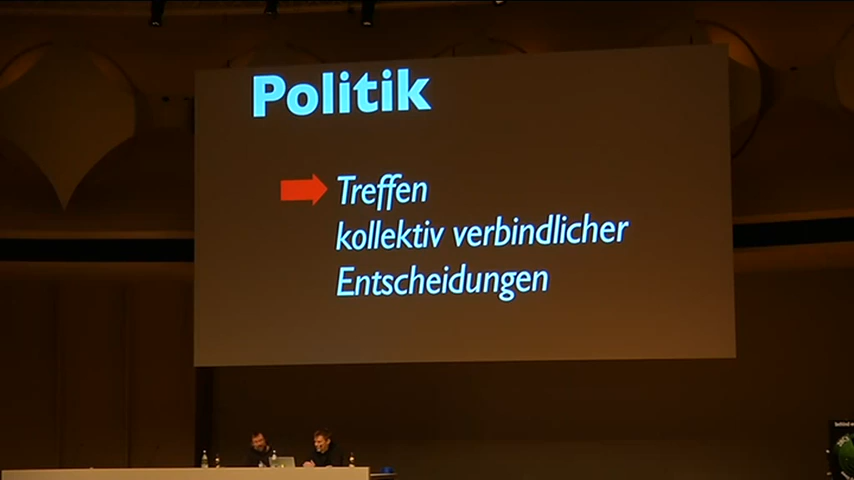 Politik
Treffen
kollektiv verbindlicher
Entscheidungen